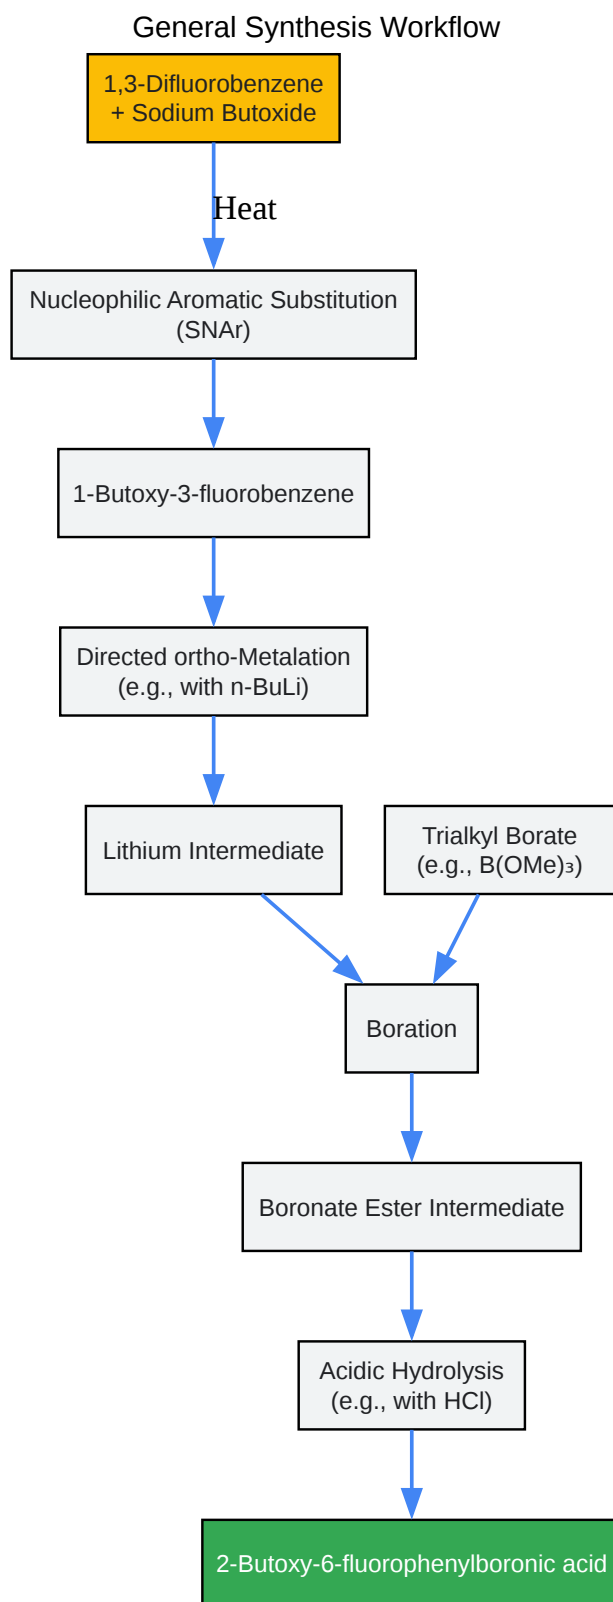 General Synthesis Workflow
1,3-Difluorobenzene
+ Sodium Butoxide
Heat
Nucleophilic Aromatic Substitution
(SNAr)
1-Butoxy-3-fluorobenzene
Directed ortho-Metalation
(e.g., with n-BuLi)
Lithium Intermediate
Trialkyl Borate
(e.g., B(OMe)₃)
Boration
Boronate Ester Intermediate
Acidic Hydrolysis
(e.g., with HCl)
2-Butoxy-6-fluorophenylboronic acid